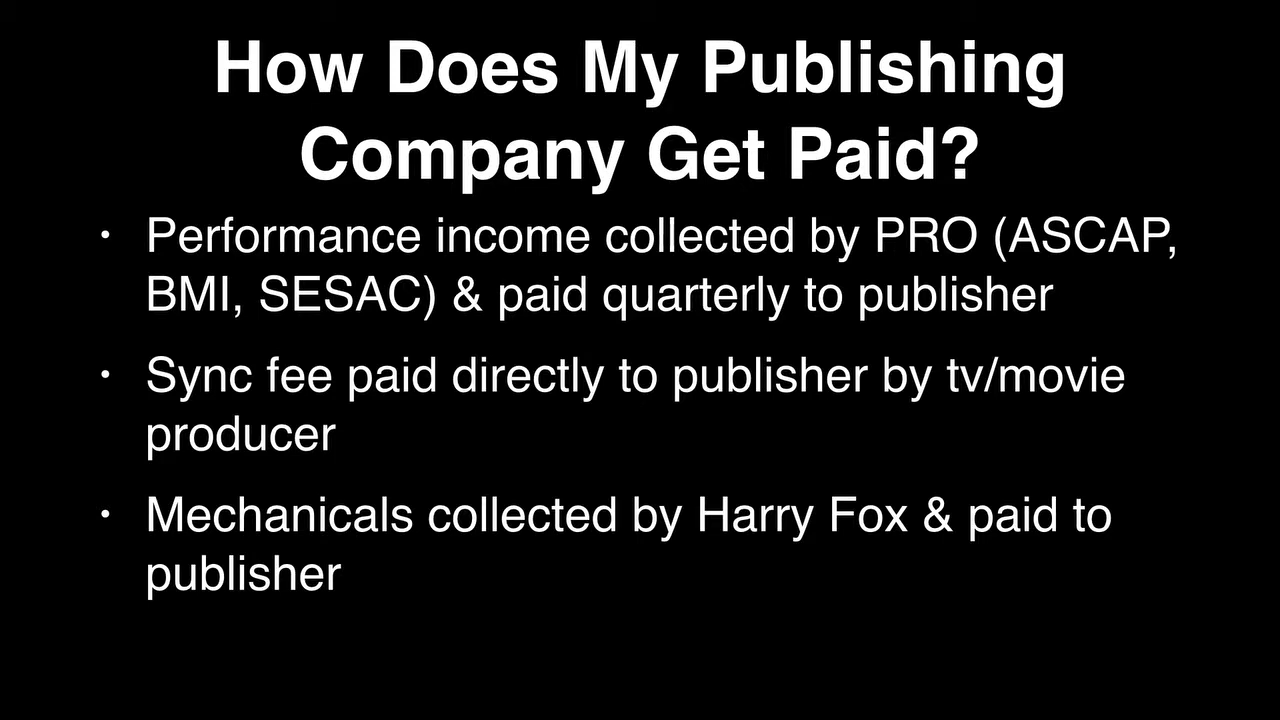 How Does My Publishing
Company Get Paid?
• Performance income collected by PRO (ASCAP,
BMI, SESAC) & paid quarterly to publisher
• Sync fee paid directly to publisher by tv/movie
producer
• Mechanicals collected by Harry Fox & paid to
publisher